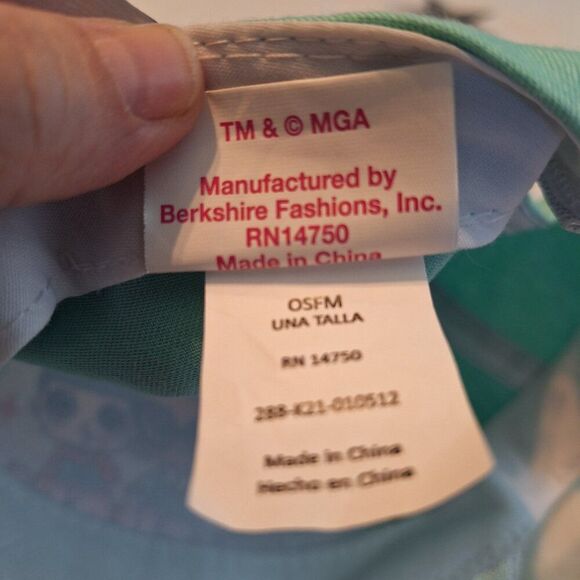 TM & © MGA
Manufactured by
Berkshire Fashions, Inc.
RN14750
Made in China
OSFM
UNA TALLA
RN 14750
288-K21-010512
Made in China
Hecho en China